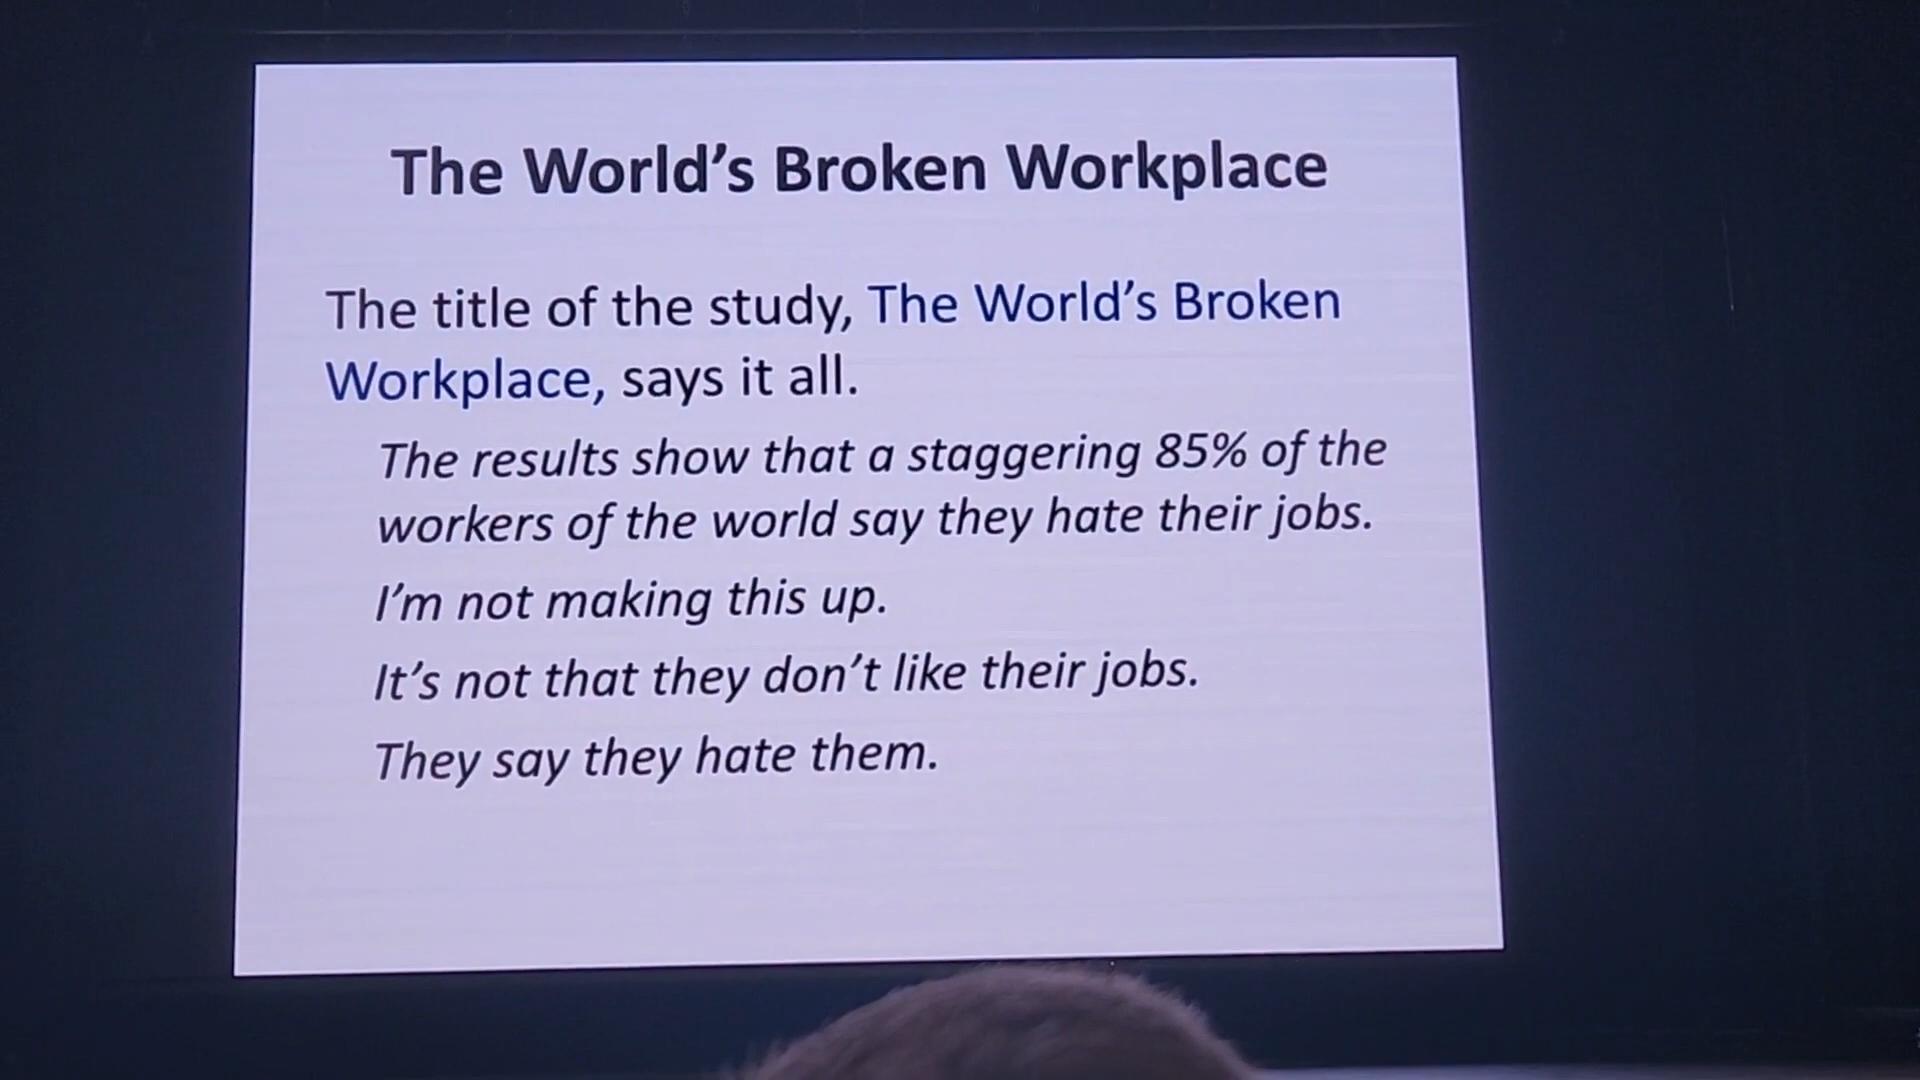 The World’s Broken Workplace
The title of the study, The World’s Broken
Workplace, says it all.
The results show that a staggering 85% of the
workers of the world say they hate their jobs.
I’m not making this up.
It’s not that they don’t like their jobs.
They say they hate them.